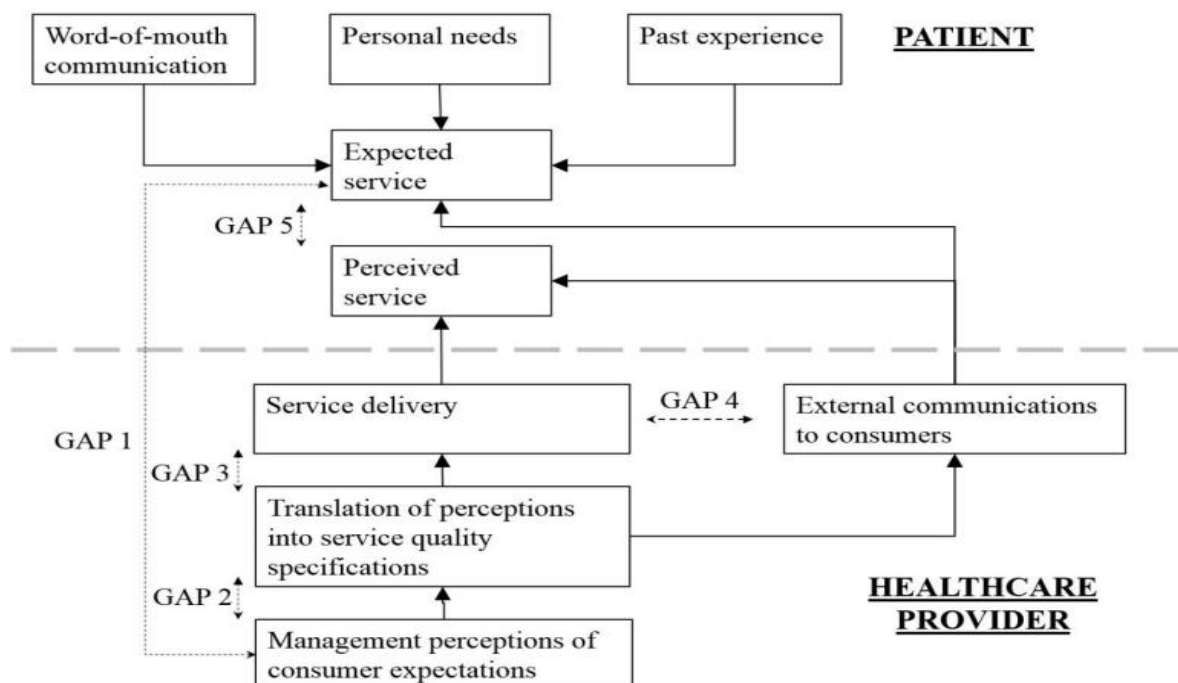 Word-of-mouth
communication
Personal needs
Past experience
PATIENT
Expected
service
GAP 5
Perceived
service
Service delivery
GAP 4
External communications
to consumers
GAP 1
GAP 3
Translation of perceptions
into service quality
specifications
GAP 2
HEALTHCARE
PROVIDER
Management perceptions of
consumer expectations